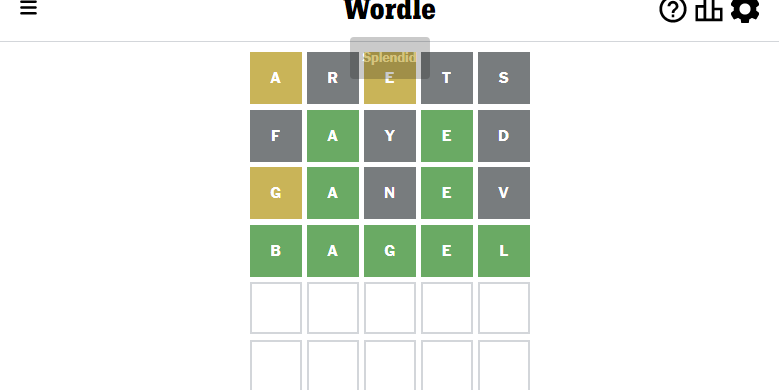 Wordle
Splendid
A R E T S
F A Y E D
G A N E V
B A G E L